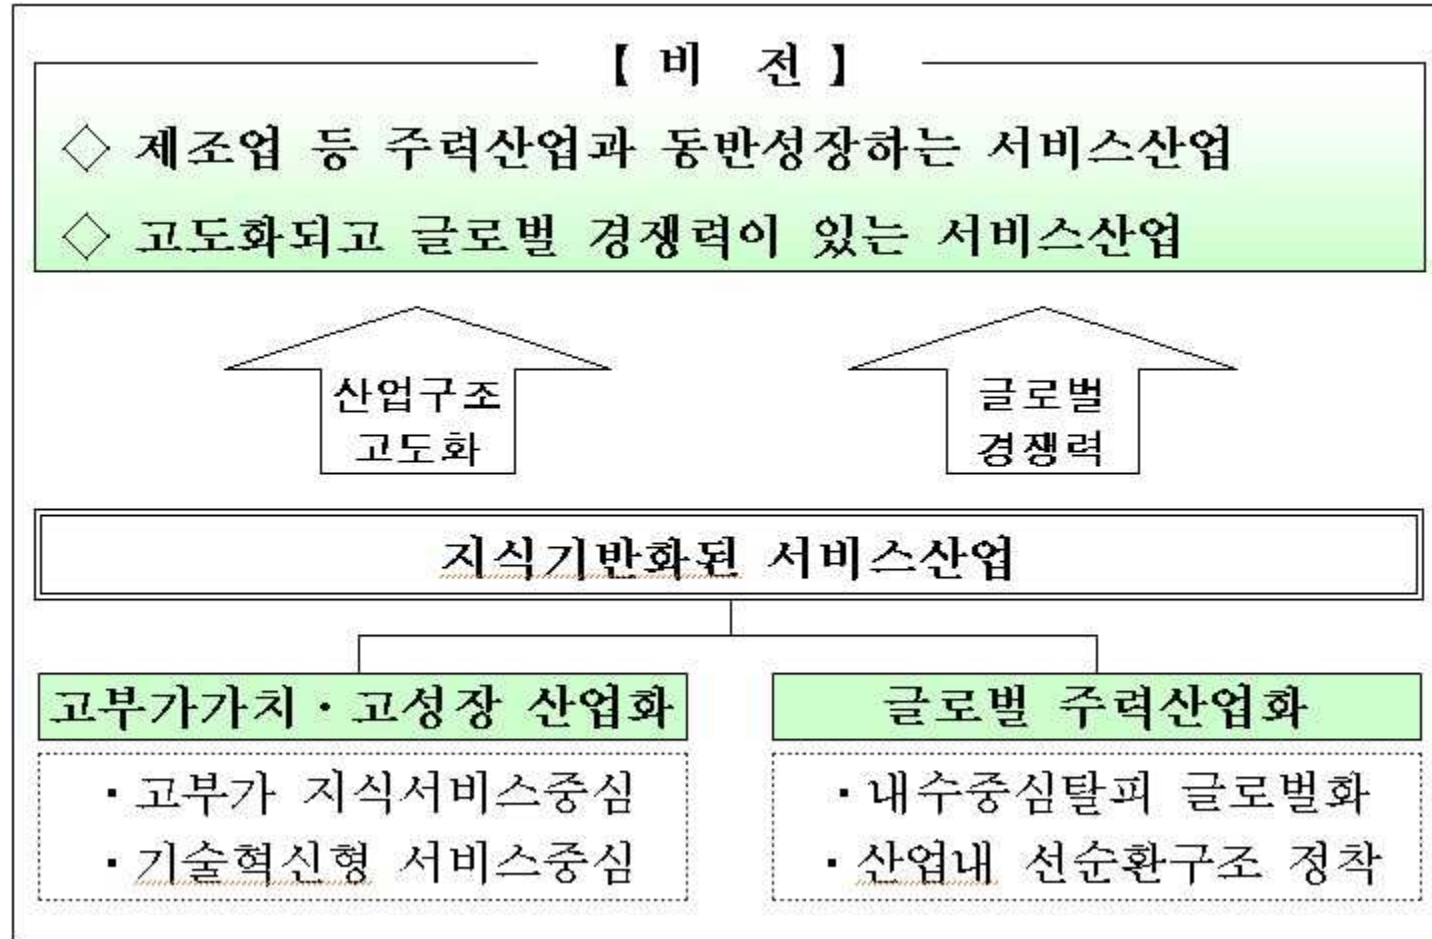 【 비 전 】
◇ 제조업 등 주력산업과 동반성장하는 서비스산업
◇ 고도화되고 글로벌 경쟁력이 있는 서비스산업
산업구조
고도화
글로벌
경쟁력
지식기반화된 서비스산업
고부가가치·고성장 산업화
·고부가 지식서비스중심
·기술혁신형 서비스중심
글로벌 주력산업화
·내수중심탈피 글로벌화
·산업내 선순환구조 정착